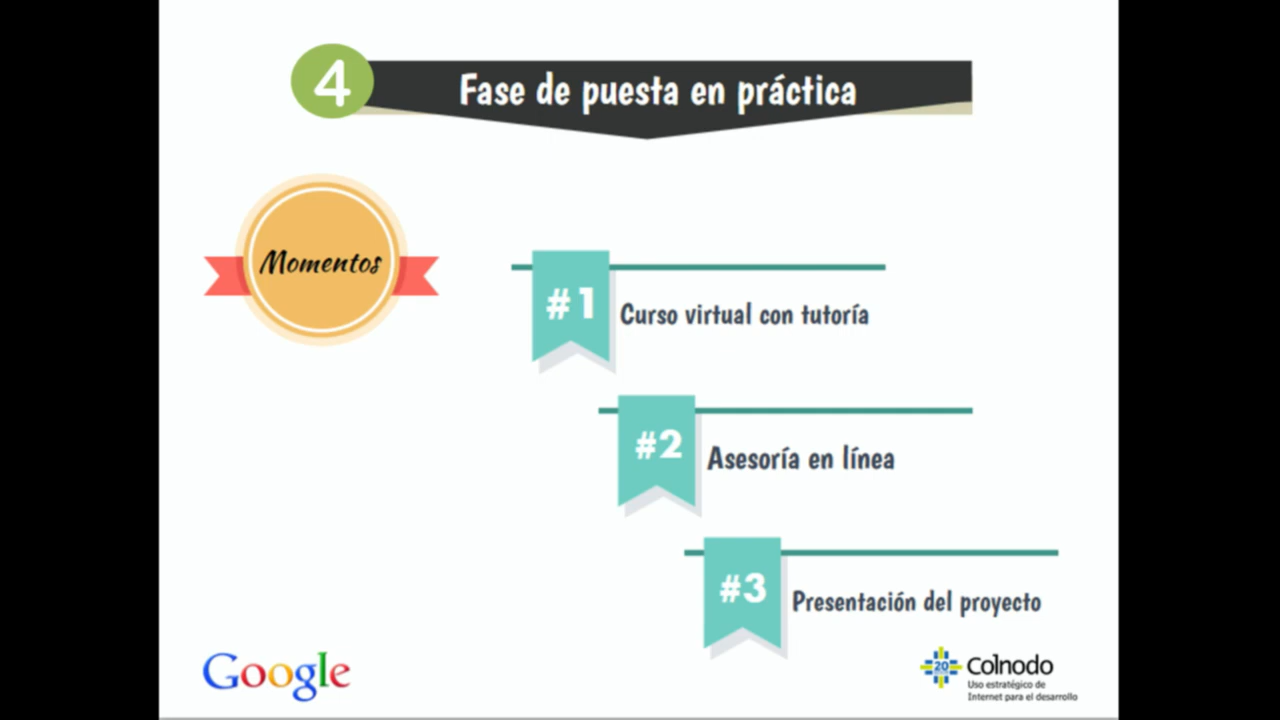 4
Fase de puesta en práctica
Momentos
#1
Curso virtual con tutoría
#2
Asesoría en línea
#3
Presentación del proyecto
Google
20
Colnodo
Uso estratégico de
Internet para el desarrollo